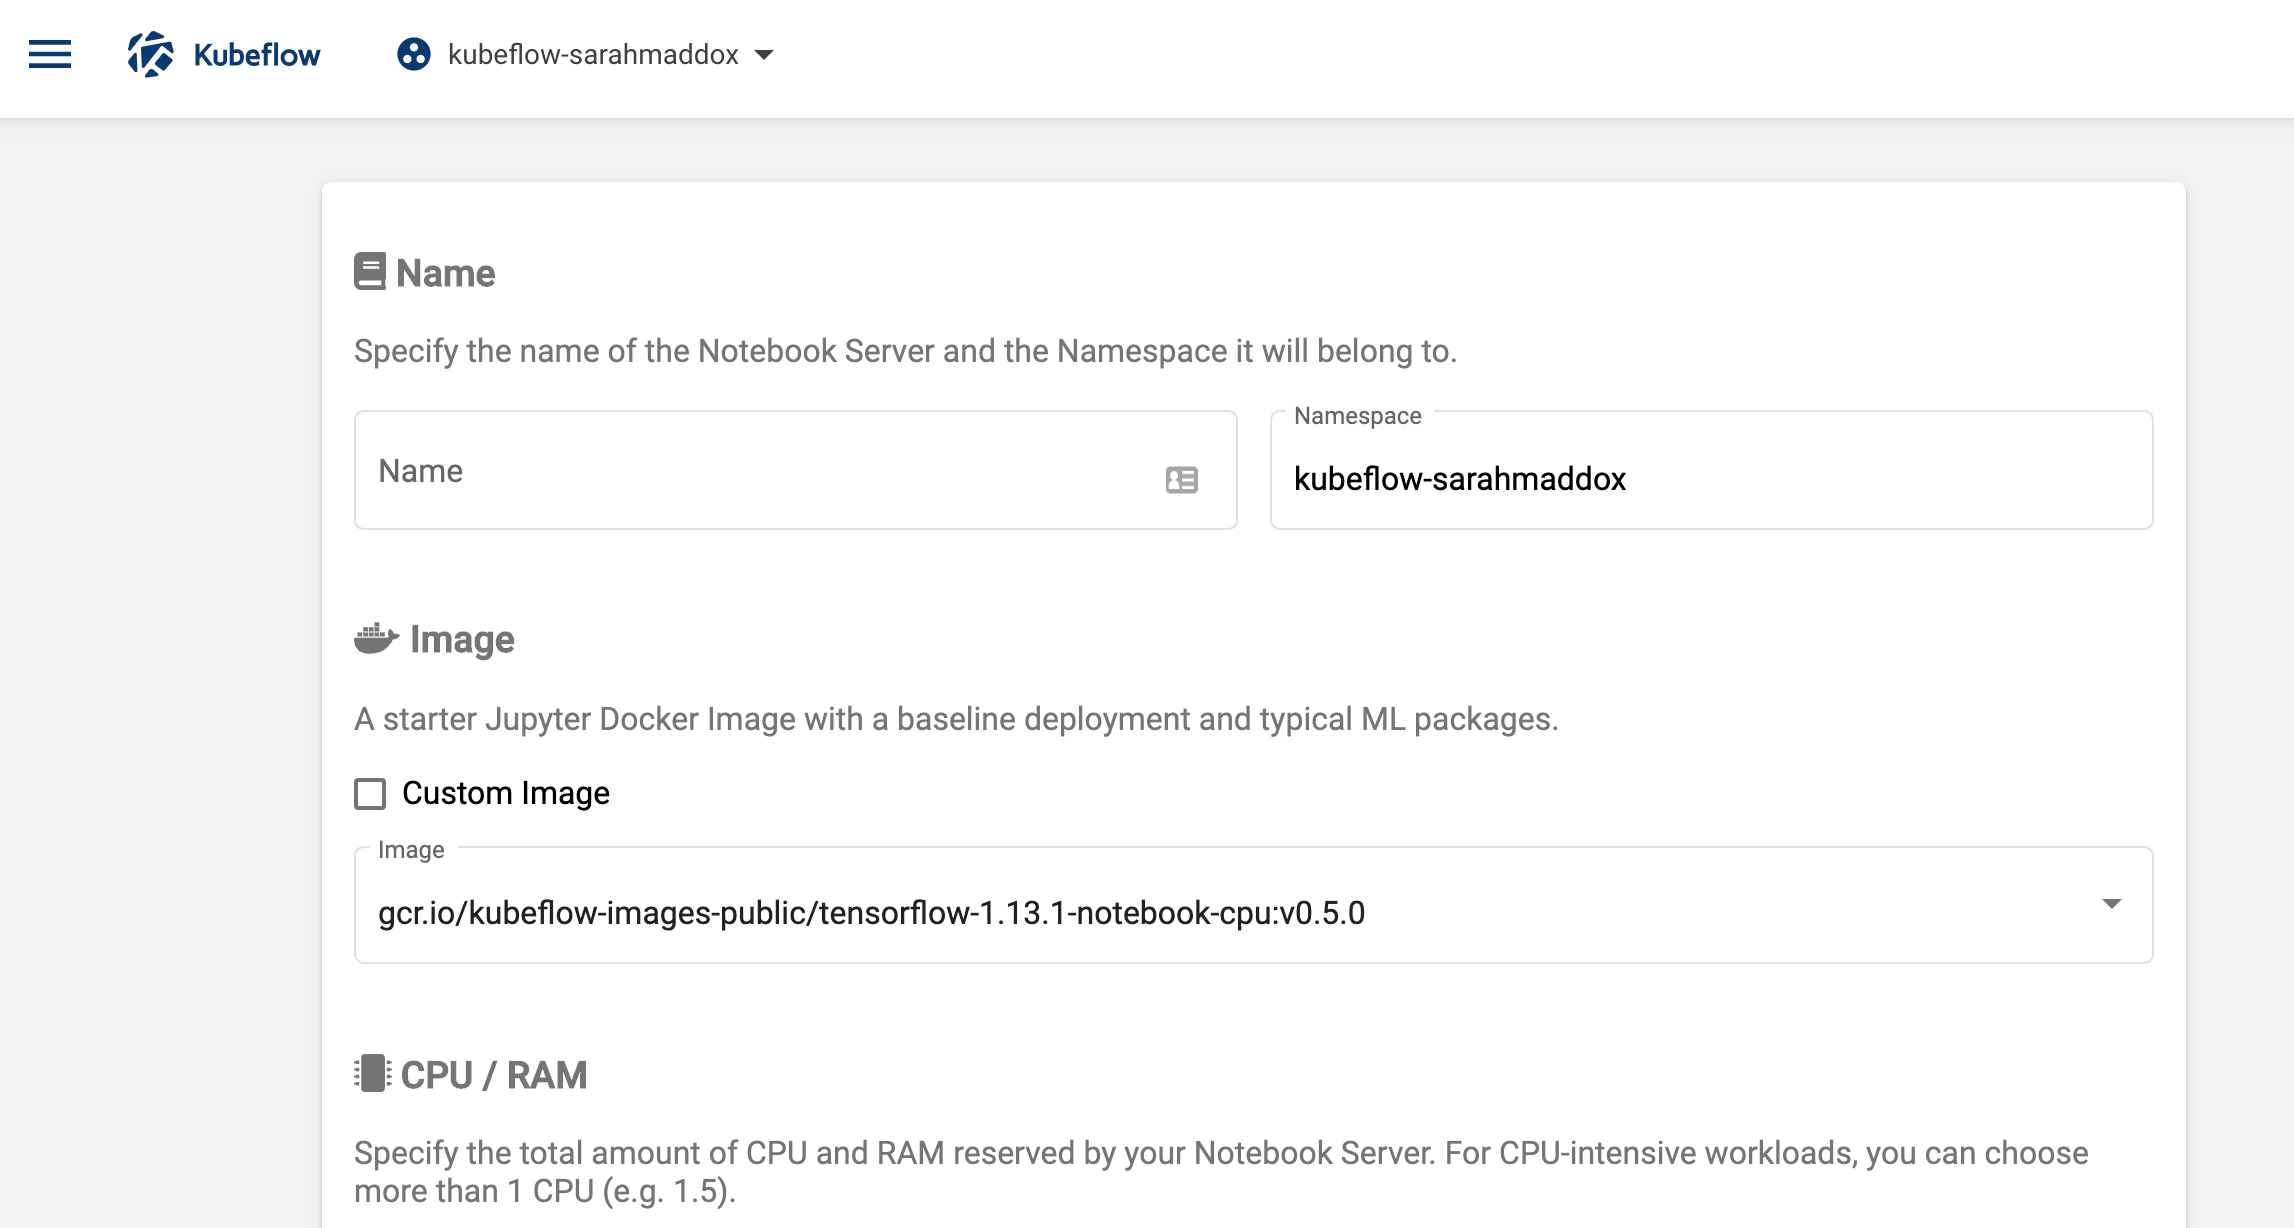 Kubeflow
kubeflow-sarahmaddox
Name
Specify the name of the Notebook Server and the Namespace it will belong to.
Name
Namespace
kubeflow-sarahmaddox
Image
A starter Jupyter Docker Image with a baseline deployment and typical ML packages.
Custom Image
Image
gcr.io/kubeflow-images-public/tensorflow-1.13.1-notebook-cpu:v0.5.0
CPU / RAM
Specify the total amount of CPU and RAM reserved by your Notebook Server. For CPU-intensive workloads, you can choose
more than 1 CPU (e.g. 1.5).